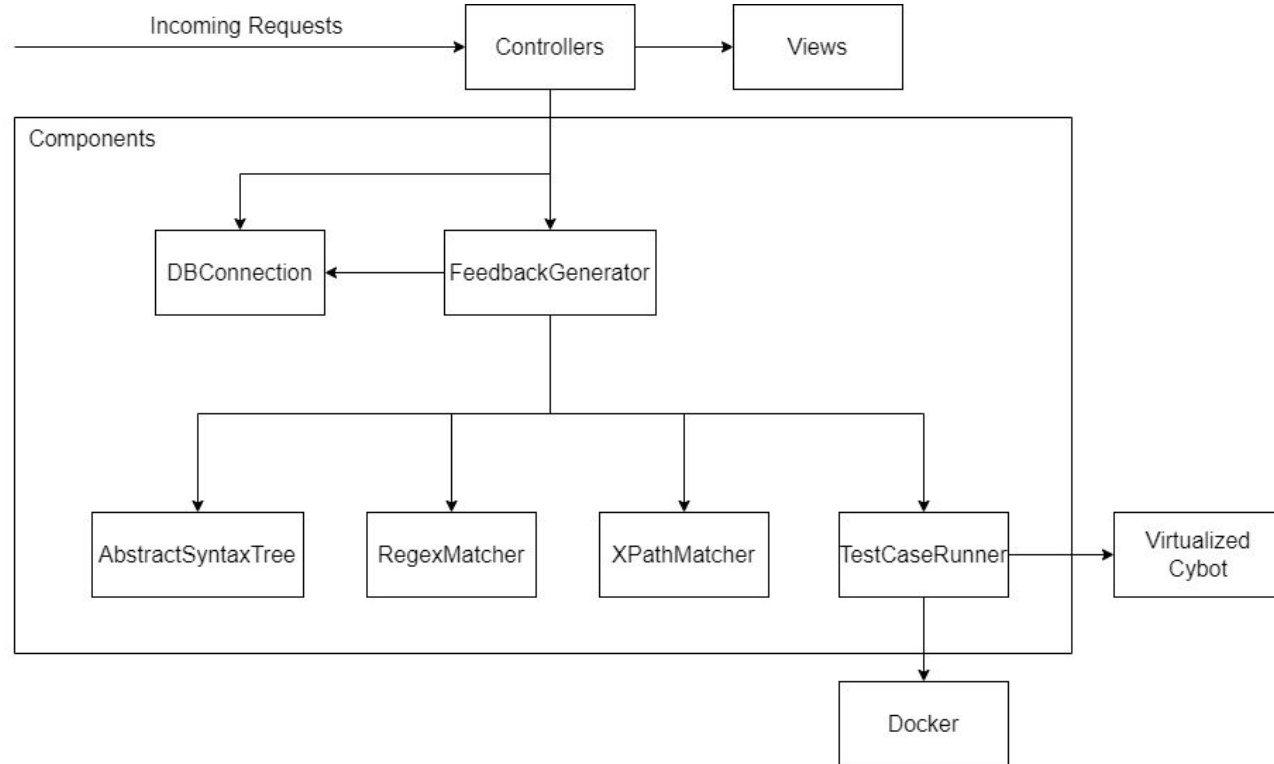 Incoming Requests
Controllers
Views
Components
DBConnection
FeedbackGenerator
AbstractSyntaxTree
RegexMatcher
XPathMatcher
TestCaseRunner
Virtualized
Cybot
Docker